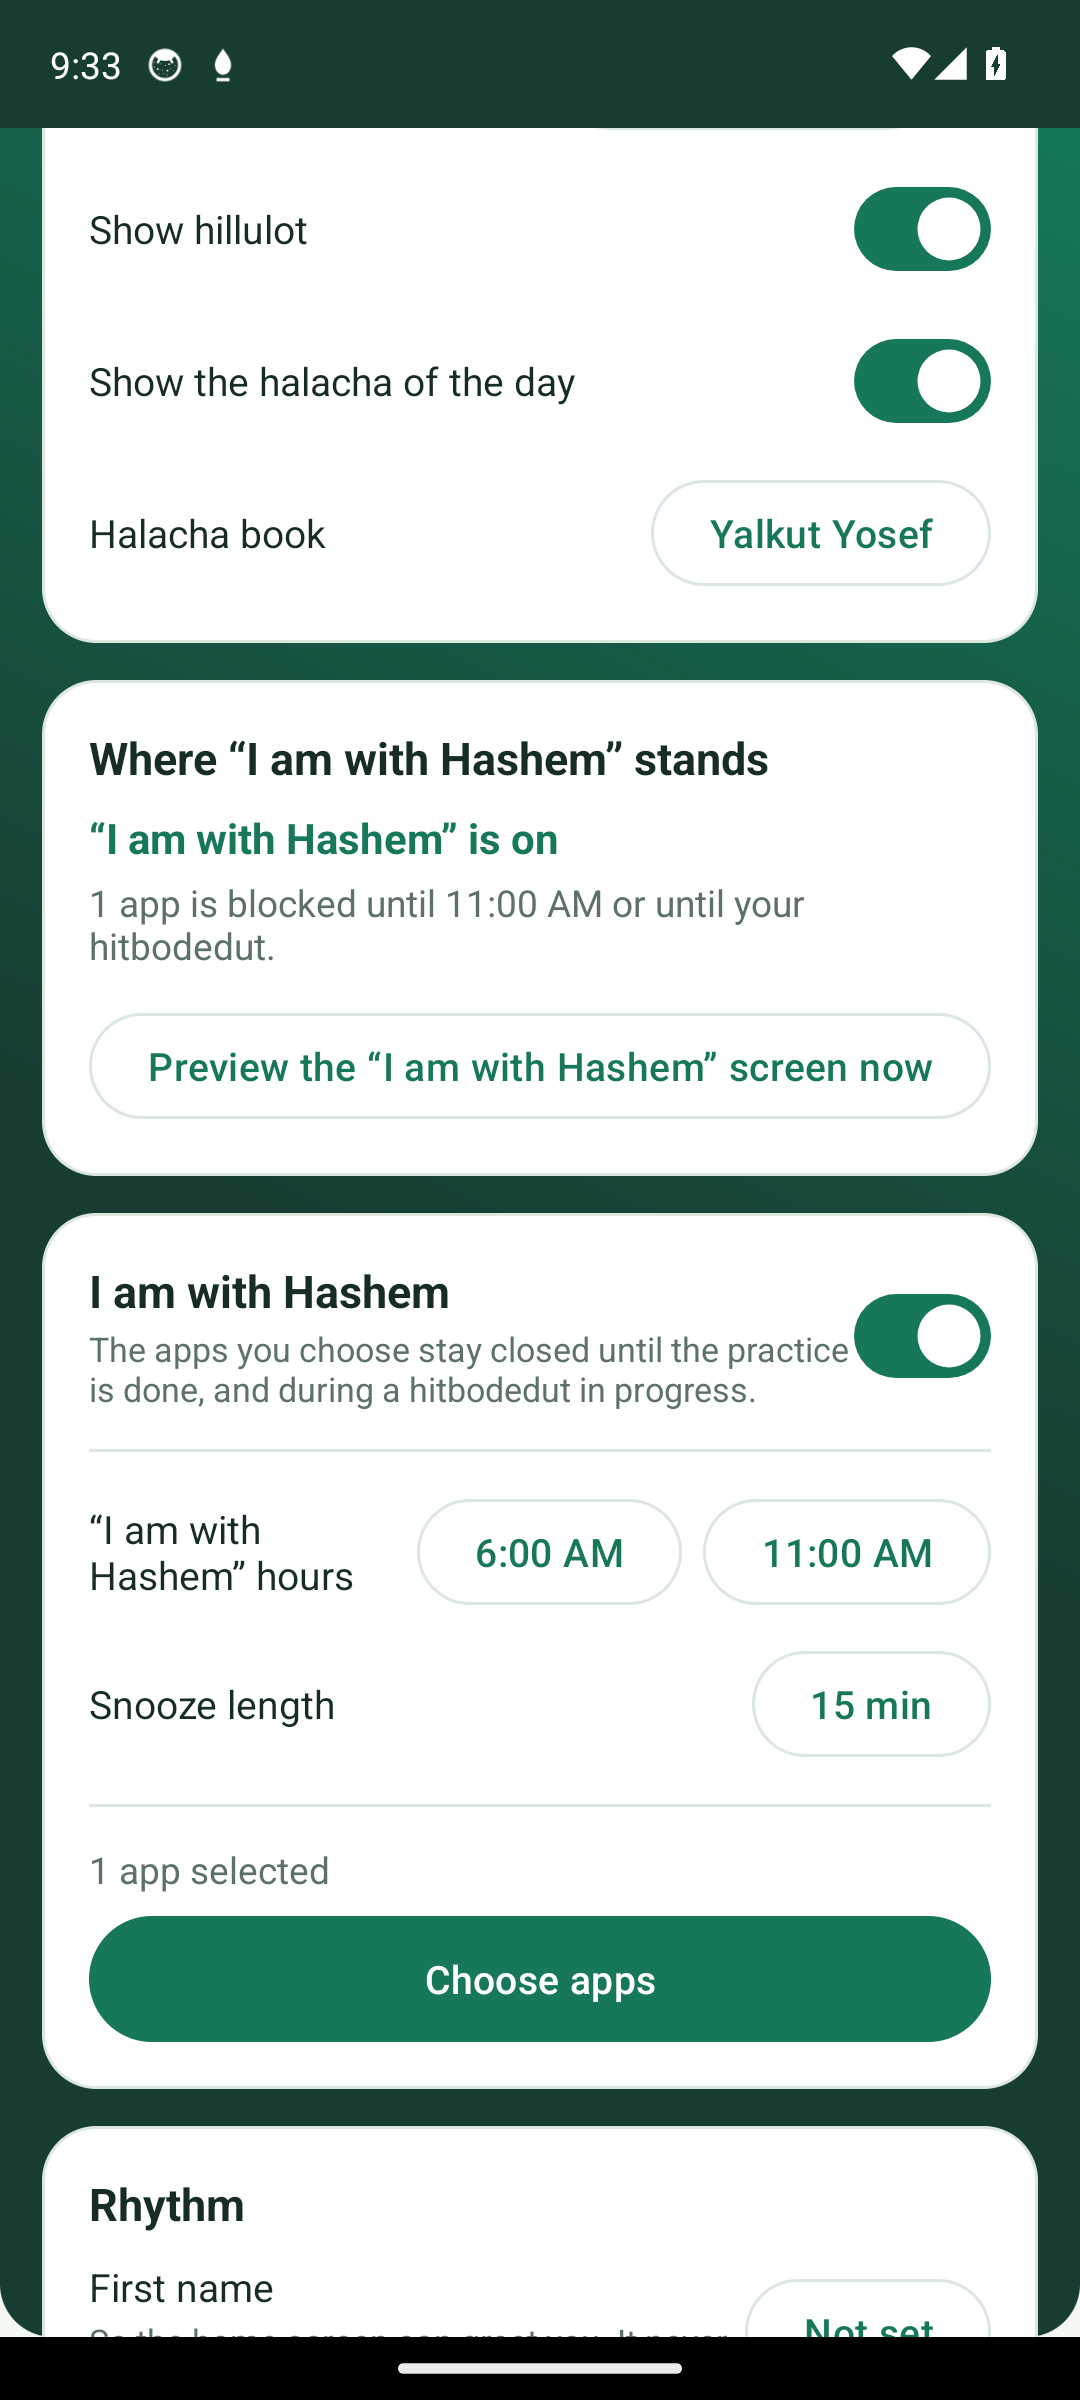 9:33
Show hillulot
Show the halacha of the day
Halacha book
Yalkut Yosef
Where “I am with Hashem” stands
“I am with Hashem” is on
1 app is blocked until 11:00 AM or until your
hitbodedut.
Preview the “I am with Hashem” screen now
I am with Hashem
The apps you choose stay closed until the practice
is done, and during a hitbodedut in progress.
“I am with
Hashem” hours
6:00 AM
11:00 AM
Snooze length
15 min
1 app selected
Choose apps
Rhythm
First name
Not set